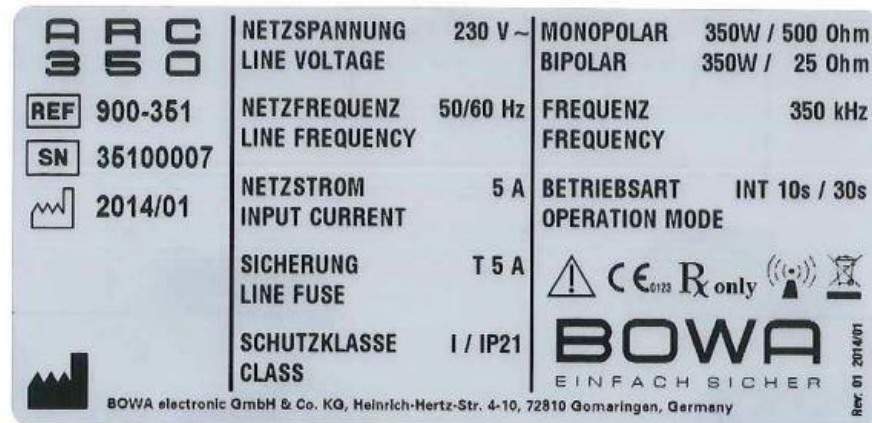 ARC
350
REF 900-351
SN 35100007
2014/01
NETZSPANNUNG 230 V~
LINE VOLTAGE
NETZFREQUENZ 50/60 Hz
LINE FREQUENCY
NETZSTROM 5 A
INPUT CURRENT
SICHERUNG T 5 A
LINE FUSE
SCHUTZKLASSE I / IP21
CLASS
MONOPOLAR 350W / 500 Ohm
BIPOLAR 350W / 25 Ohm
FREQUENZ 350 kHz
FREQUENCY
BETRIEBSART INT 10s / 30s
OPERATION MODE
CE 0123 Rx only
BOWA
EINFACH SICHER
Rev. 01 2014/01
BOWA electronic GmbH & Co. KG, Heinrich-Hertz-Str. 4-10, 72810 Gomaringen, Germany